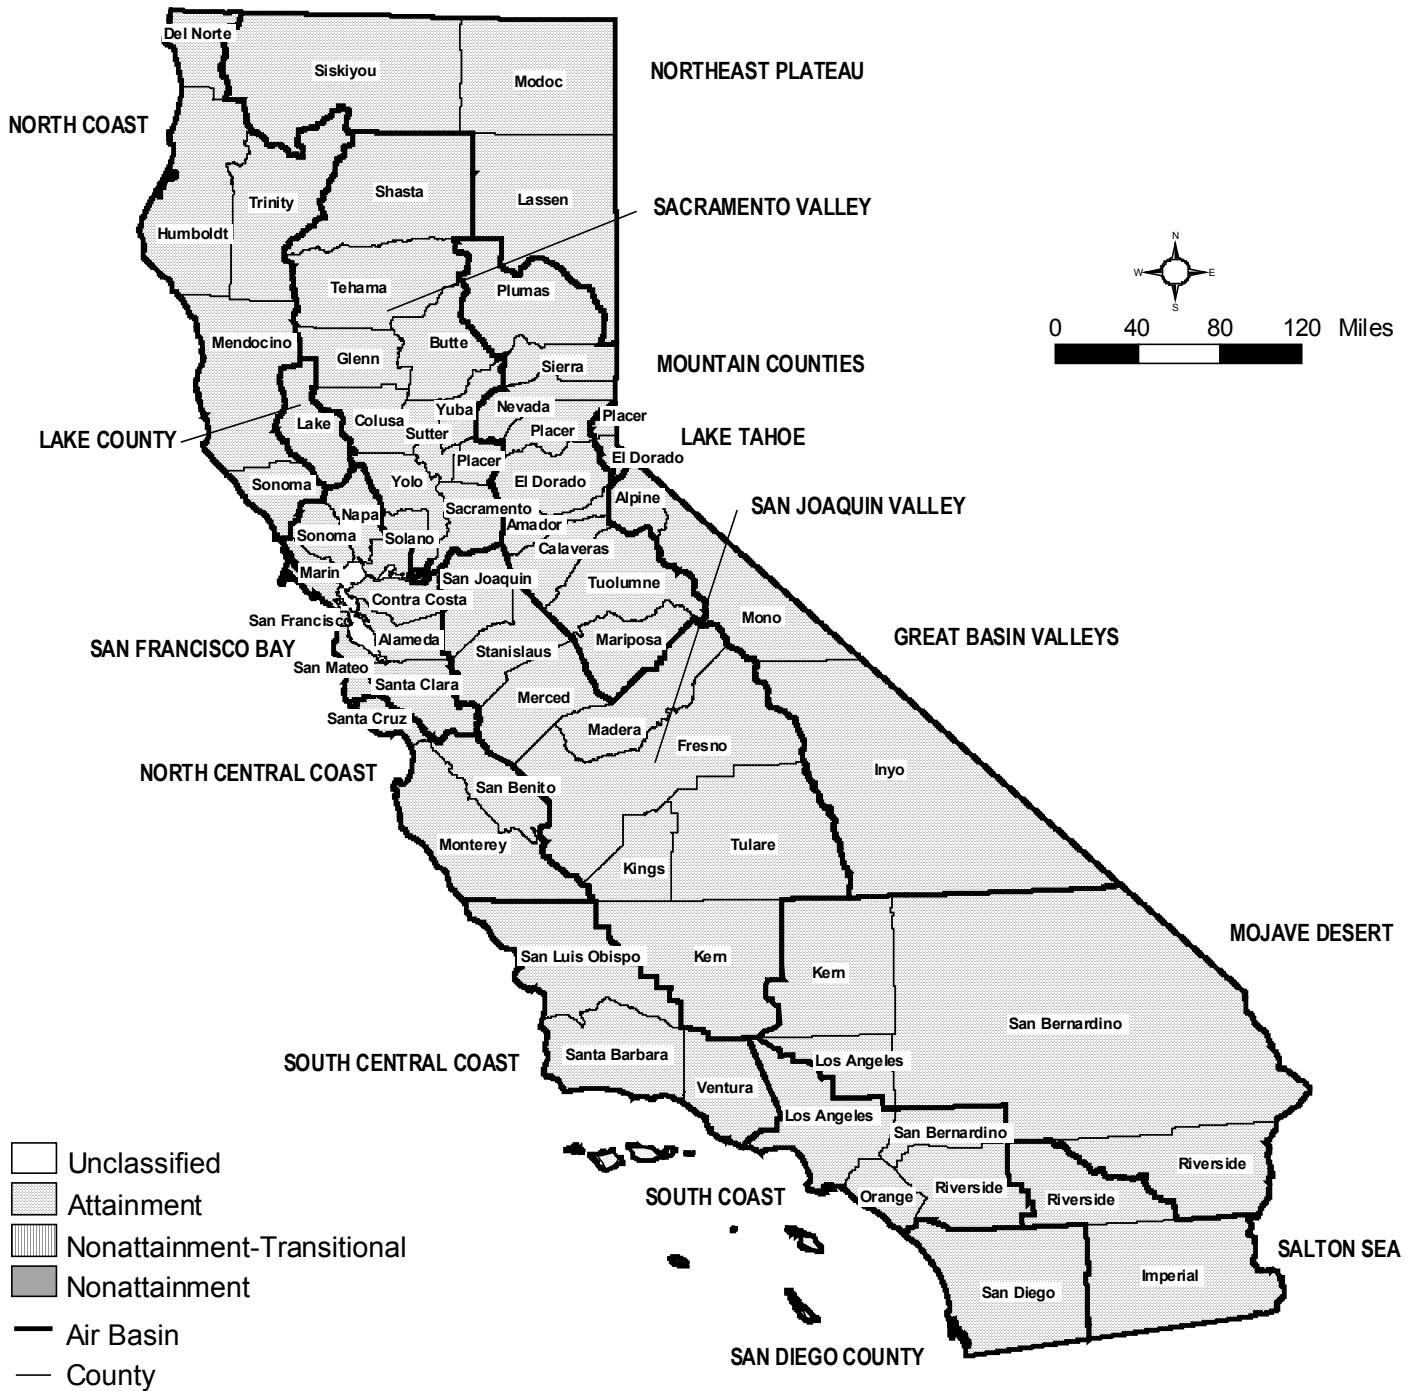 Del Norte
Siskiyou
Modoc
NORTHEAST PLATEAU
NORTH COAST
Shasta
Lassen
Trinity
SACRAMENTO VALLEY
Humboldt
N
W
E
S
Tehama
Plumas
0 40 80 120 Miles
Mendocino
Butte
Glenn
Sierra
MOUNTAIN COUNTIES
Nevada
Yuba
Placer
Colusa
Lake
Sutter
Placer
LAKE COUNTY
LAKE TAHOE
Placer
El Dorado
Sonoma
Yolo
El Dorado
Alpine
SAN JOAQUIN VALLEY
Napa
Sacramento
Amador
Sonoma
Solano
Calaveras
Marin
San Joaquin
Tuolumne
Contra Costa
San Francisco
Mono
GREAT BASIN VALLEYS
Alameda
Mariposa
SAN FRANCISCO BAY
Stanislaus
San Mateo
Santa Clara
Merced
Santa Cruz
Madera
Fresno
NORTH CENTRAL COAST
Inyo
San Benito
Monterey
Tulare
Kings
MOJAVE DESERT
San Luis Obispo
Kern
Kern
San Bernardino
SOUTH CENTRAL COAST
Santa Barbara
Los Angeles
Ventura
Los Angeles
San Bernardino
Riverside
Riverside
Riverside
Orange
SOUTH COAST
SALTON SEA
Imperial
San Diego
SAN DIEGO COUNTY
Unclassified
Attainment
Nonattainment-Transitional
Nonattainment
Air Basin
County